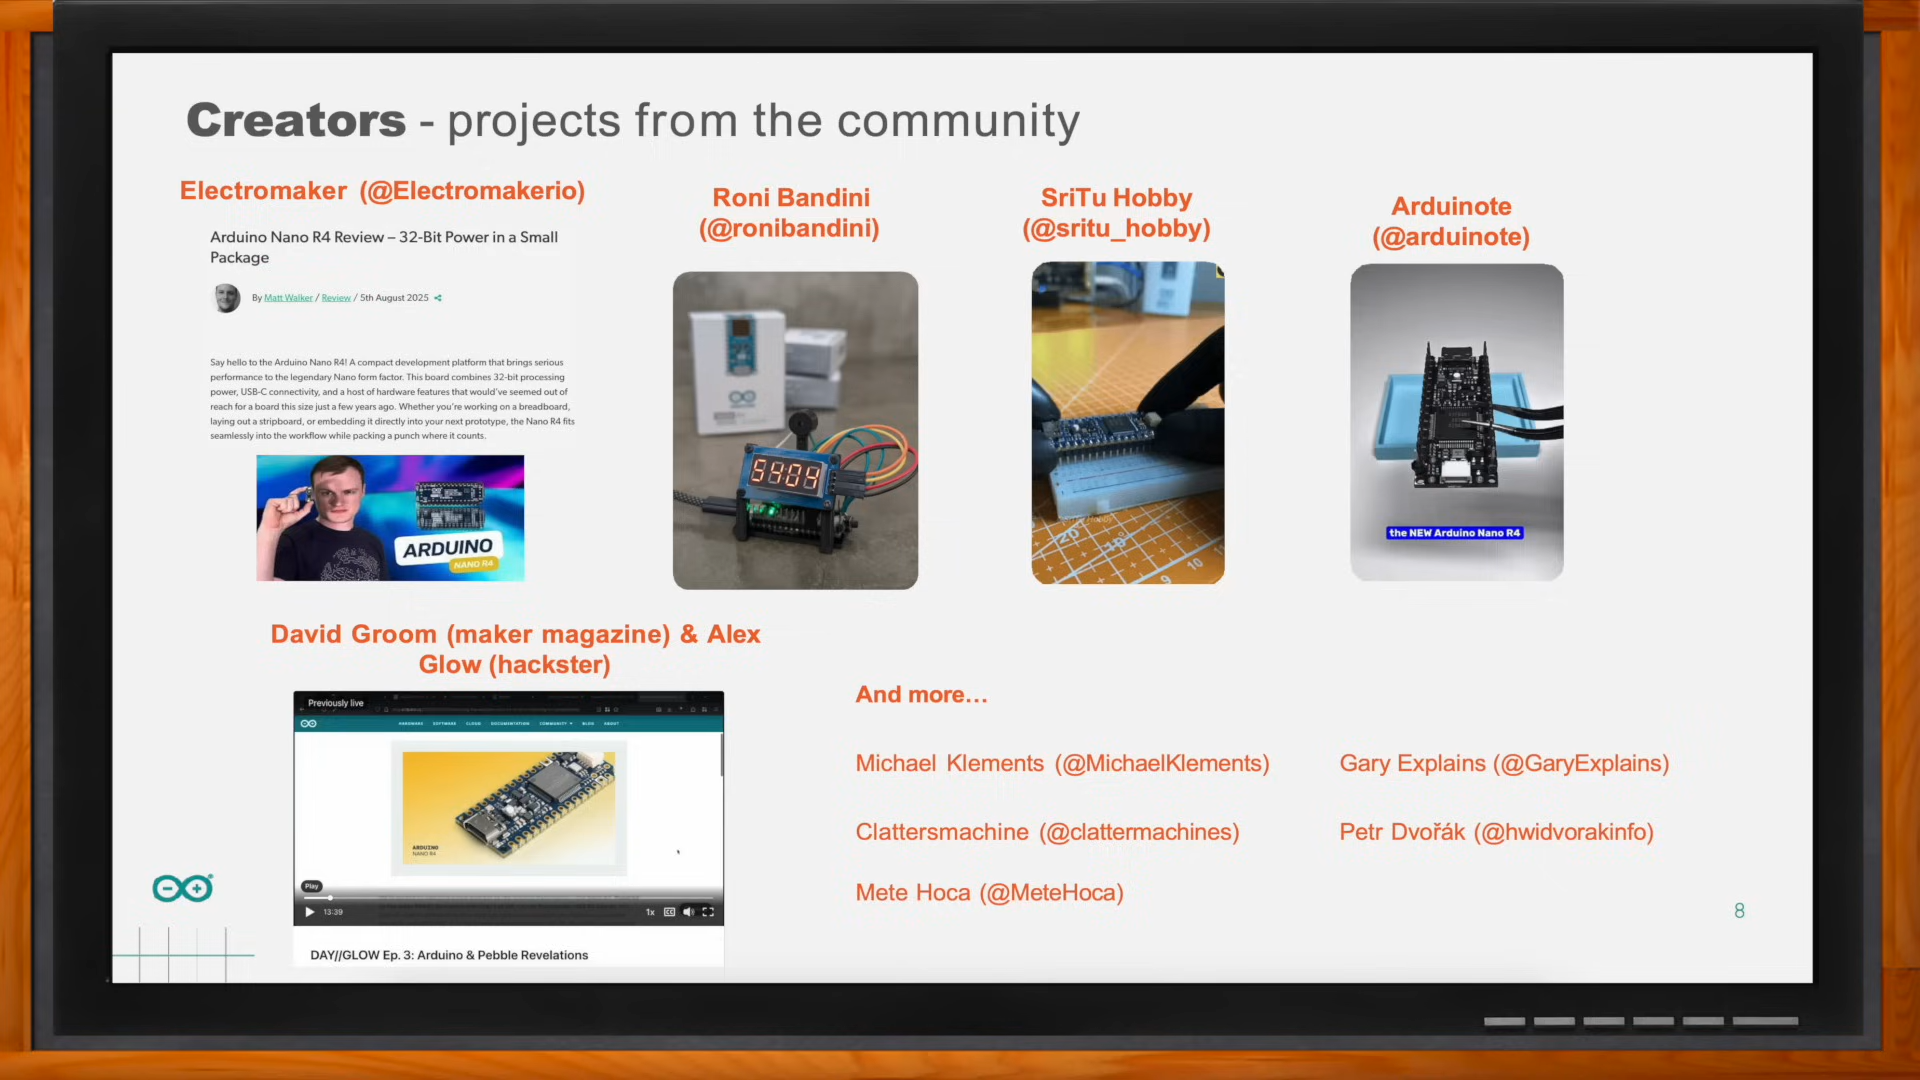 Creators - projects from the community
Electromaker (@Electromakerio)
Arduino Nano R4 Review – 32-Bit Power in a Small
Package
By Matt Walker / Review / 5th August 2025
Say hello to the Arduino Nano R4! A compact development platform that brings serious
performance to the legendary Nano form factor. This board combines 32-bit processing
power, USB-C connectivity, and a host of hardware features that would've seemed out of
reach for a board this size just a few years ago. Whether you're working on a breadboard,
laying out a stripboard, or embedding it directly into your next prototype, the Nano R4 fits
seamlessly into the workflow while packing a punch where it counts.
ARDUINO
NANO R4
Roni Bandini
(@ronibandini)
SriTu Hobby
(@sritu_hobby)
20
10
9
Arduinote
(@arduinote)
the NEW Arduino Nano R4
David Groom (maker magazine) & Alex
Glow (hackster)
Previously live
HARDWARE SOFTWARE CLOUD DOCUMENTATION COMMUNITY BLOG ABOUT
ARDUINO
NANO R4
Play
13:39
1x
CC
DAY//GLOW Ep. 3: Arduino & Pebble Revelations
And more…
Michael Klements (@MichaelKlements)
Gary Explains (@GaryExplains)
Clattersmachine (@clattermachines)
Petr Dvořák (@hwidvorakinfo)
Mete Hoca (@MeteHoca)
8